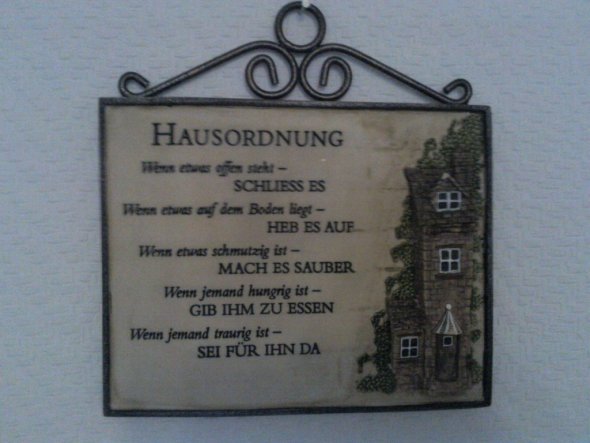 HAUSORDNUNG
Wenn etwas offen steht –
SCHLIESS ES
Wenn etwas auf dem Boden liegt –
HEB ES AUF
Wenn etwas schmutzig ist –
MACH ES SAUBER
Wenn jemand hungrig ist –
GIB IHM ZU ESSEN
Wenn jemand traurig ist –
SEI FÜR IHN DA